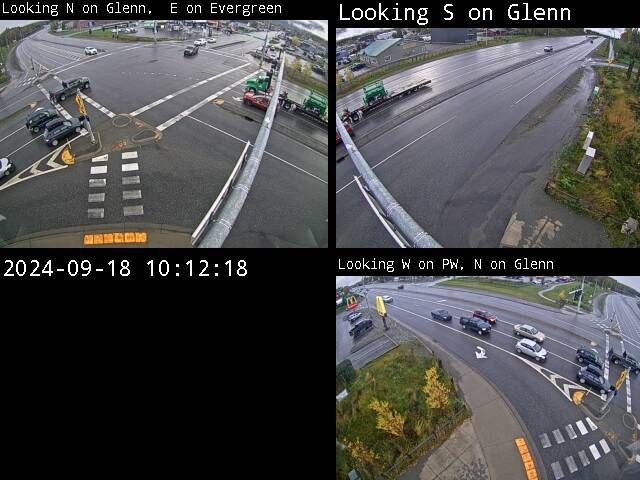 Looking N on Glenn,  E on Evergreen
Looking S on Glenn
2024-09-18 10:12:18
Looking W on PW, N on Glenn